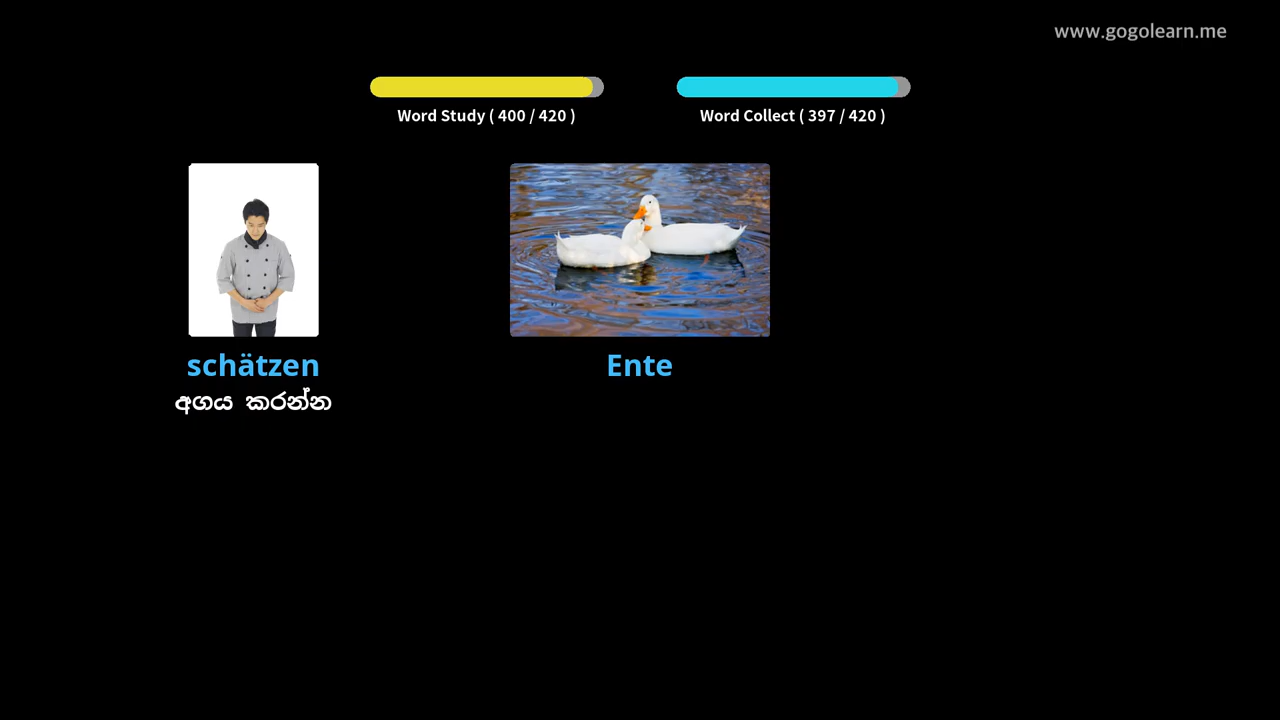 www.gogolearn.me
Word Study ( 400 / 420 )
Word Collect ( 397 / 420 )
schätzen
Ente
අගය කරන්න